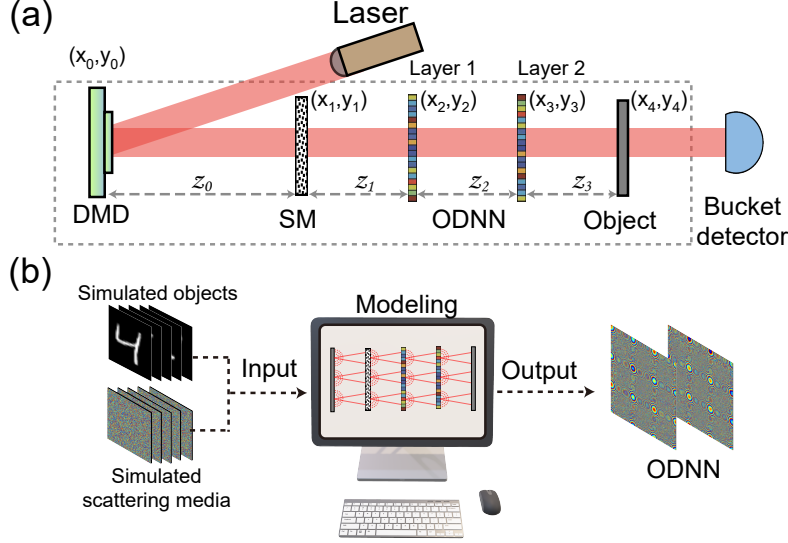 (a)
Laser
(x0,y0)
Layer 1
Layer 2
(x1,y1)
(x2,y2)
(x3,y3)
(x4,y4)
z0
z1
z2
z3
DMD
SM
ODNN
Object
Bucket
detector
(b)
Simulated objects
Modeling
Input
Output
Simulated
scattering media
ODNN